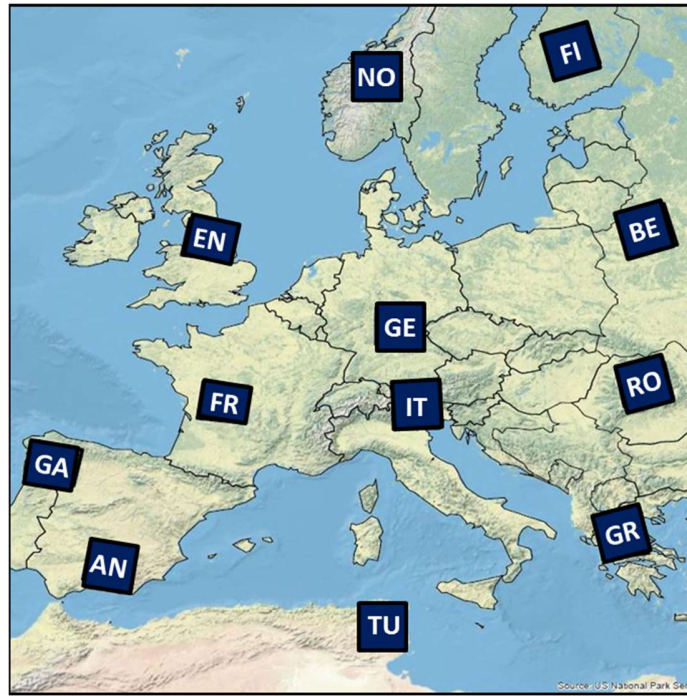 NO
FI
EN
BE
GE
FR
IT
RO
GA
AN
GR
TU
Source: US National Park Ser